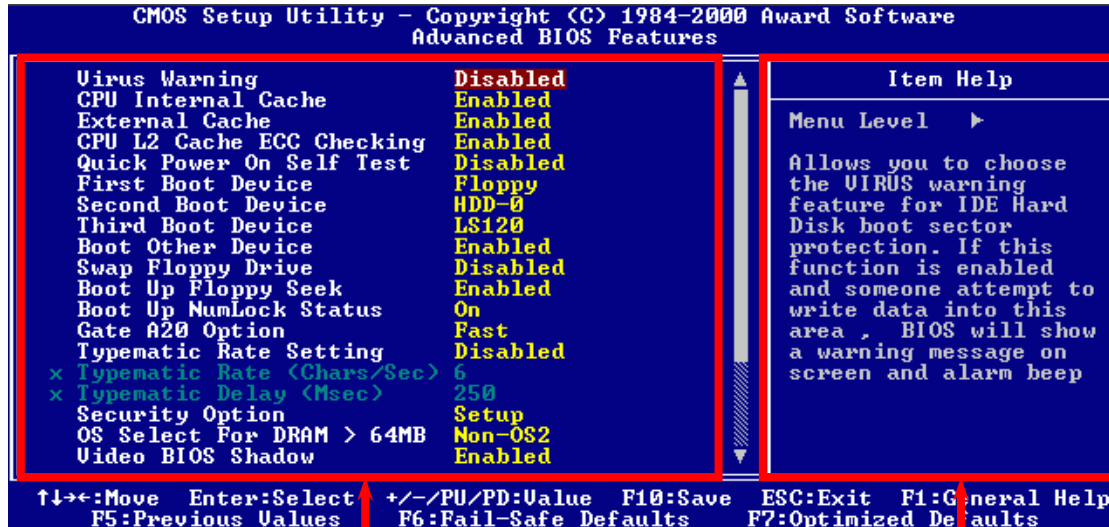 CMOS Setup Utility - Copyright (C) 1984-2000 Award Software
Advanced BIOS Features
Virus Warning Disabled
CPU Internal Cache Enabled
External Cache Enabled
CPU L2 Cache ECC Checking Enabled
Quick Power On Self Test Disabled
First Boot Device Floppy
Second Boot Device HDD-0
Third Boot Device LS120
Boot Other Device Enabled
Swap Floppy Drive Disabled
Boot Up Floppy Seek Enabled
Boot Up NumLock Status On
Gate A20 Option Fast
Typematic Rate Setting Disabled
x Typematic Rate (Chars/Sec) 6
x Typematic Delay (Msec) 250
Security Option Setup
OS Select For DRAM > 64MB Non-OS2
Video BIOS Shadow Enabled
Item Help
Menu Level ►
Allows you to choose
the VIRUS warning
feature for IDE Hard
Disk boot sector
protection. If this
function is enabled
and someone attempt to
write data into this
area , BIOS will show
a warning message on
screen and alarm beep
↑↓→←:Move Enter:Select +/-/PU/PD:Value F10:Save ESC:Exit F1:General Help
F5:Previous Values F6:Fail-Safe Defaults F7:Optimized Defaults